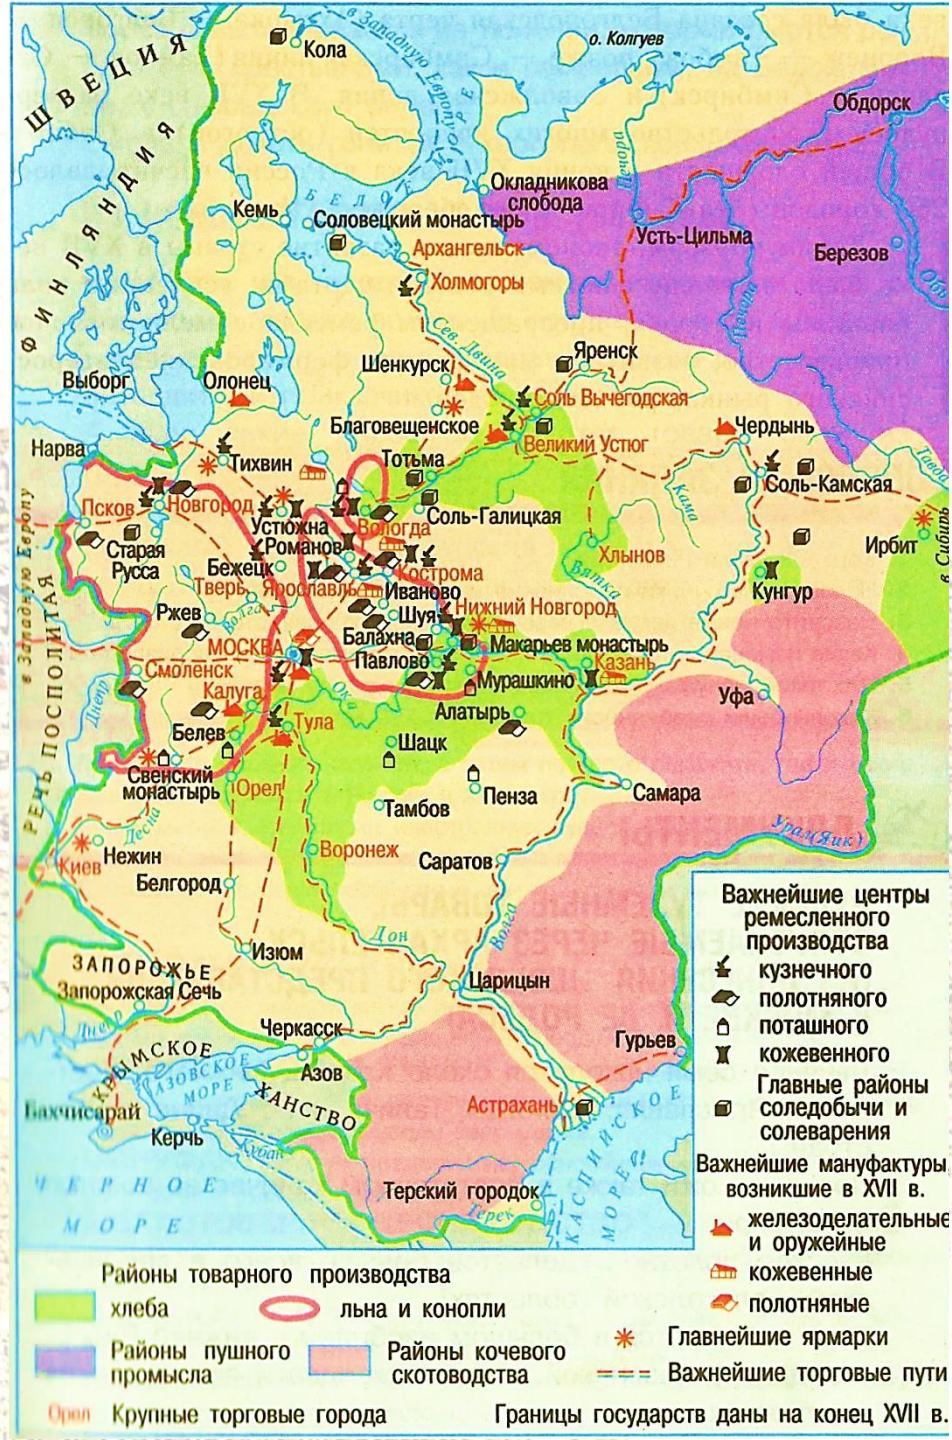 ШВЕЦИЯ
ФИНЛЯНДИЯ
Кола
в Западную Европу
о. Колгуев
Обдорск
Печора
Окладникова
слобода
БЕЛОЕ
Кемь
Соловецкий монастырь
Усть-Цильма
Березов
Обь
Архангельск
Холмогоры
Печора
Сев. Двина
Шенкурск
Яренск
Выборг
Олонец
Благовещенское
Соль Вычегодская
Великий Устюг
Чердынь
Нарва
Тихвин
Тотьма
Соль-Камская
Тавда
Псков
Новгород
Устюжна
Вологда
Соль-Галицкая
Кама
Ирбит
в Сибирь
Старая
Русса
Романов
Хлынов
Бежецк
Кострома
Вятка
Кунгур
Тверь
Ярославль
Иваново
Ржев
Волга
Шуя
Нижний Новгород
Балахна
МОСКВА
Макарьев монастырь
Павлово
Казань
Смоленск
Калуга
Ока
Мурашкино
Уфа
в Западную Европу
РЕЧЬ ПОСПОЛИТАЯ
Днепр
Белев
Тула
Алатырь
Шацк
Свенский
монастырь
Орел
Пенза
Самара
Тамбов
Десна
Киев
Нежин
Воронеж
Саратов
Урал (Яик)
Белгород
Волга
Дон
Изюм
ЗАПОРОЖЬЕ
Запорожская Сечь
Царицын
Днепр
Черкасск
Гурьев
КРЫМСКОЕ
АЗОВСКОЕ
МОРЕ
Азов
ХАНСТВО
Астрахань
Бахчисарай
Керчь
Кубань
ЧЕРНОЕ
МОРЕ
Терский городок
Терек
КАСПИЙСКОЕ
МОРЕ
Важнейшие центры
ремесленного
производства
кузнечного
полотняного
поташного
кожевенного
Главные районы
соледобычи и
солеварения
Важнейшие мануфактуры,
возникшие в XVII в.
железоделательные
и оружейные
кожевенные
полотняные
Главнейшие ярмарки
Важнейшие торговые пути
Районы товарного производства
хлеба
льна и конопли
Районы пушного
промысла
Районы кочевого
скотоводства
Орел
Крупные торговые города
Границы государств даны на конец XVII в.